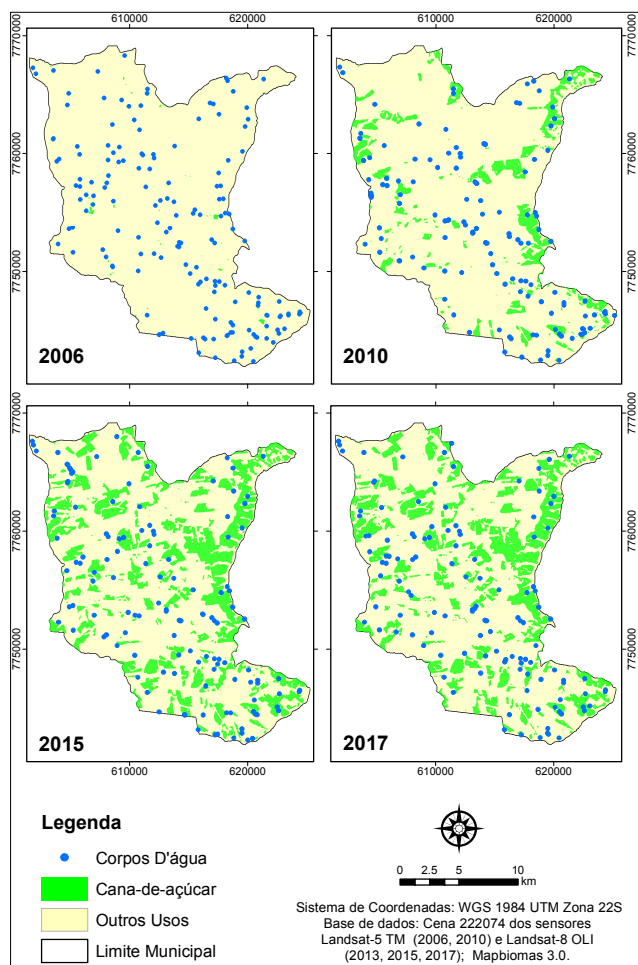 610000 620000
610000 620000
7770000
7770000
7760000
7760000
7750000
7750000
2006
2010
7770000
7770000
7760000
7760000
7750000
7750000
2015
2017
610000 620000
610000 620000
Legenda
Corpos D'água
Cana-de-açúcar
Outros Usos
Limite Municipal
0 2,5 5 10
km
Sistema de Coordenadas: WGS 1984 UTM Zona 22S
Base de dados: Cena 222074 dos sensores
Landsat-5 TM (2006, 2010) e Landsat-8 OLI
(2013, 2015, 2017); Mapbiomas 3.0.